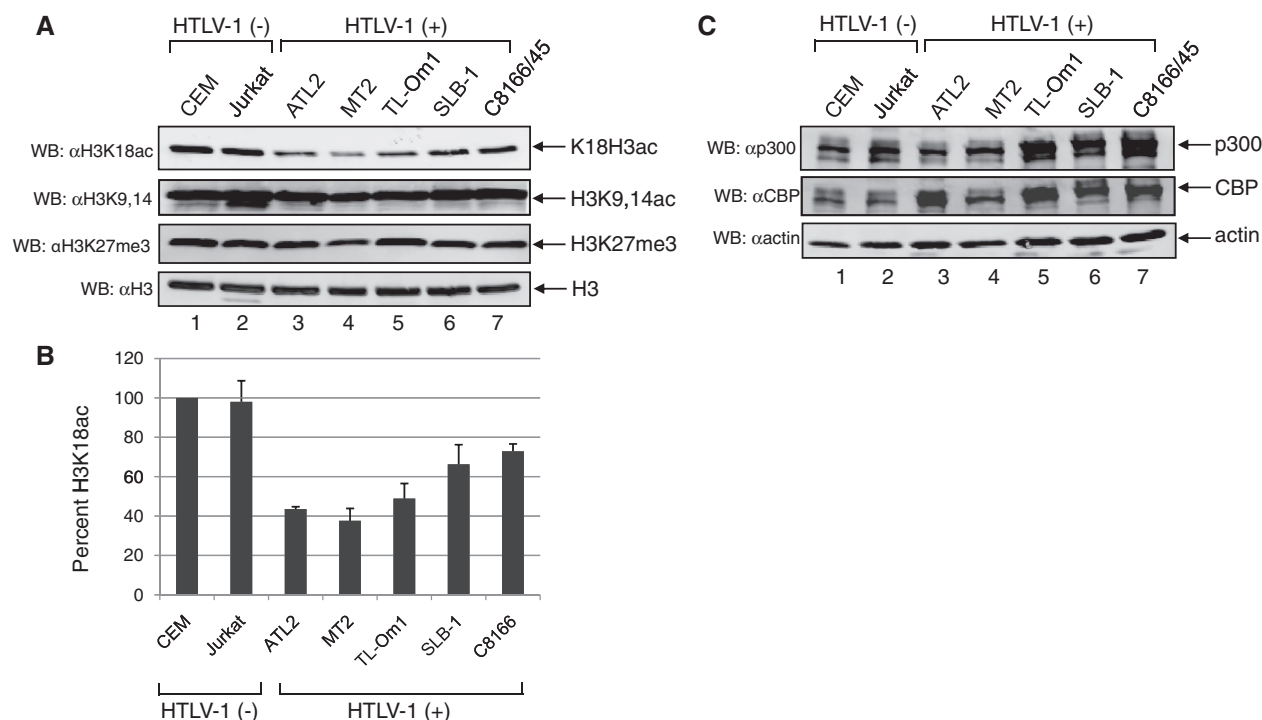 A
HTLV-1 (-) HTLV-1 (+)
CEM Jurkat ATL2 MT2 TL-Om1 SLB-1 C8166/45
WB: αH3K18ac K18H3ac
WB: αH3K9,14 H3K9,14ac
WB: αH3K27me3 H3K27me3
WB: αH3 H3
1 2 3 4 5 6 7
B
Percent H3K18ac
120
100
80
60
40
20
0
CEM Jurkat ATL2 MT2 TL-Om1 SLB-1 C8166
HTLV-1 (-) HTLV-1 (+)
C
HTLV-1 (-) HTLV-1 (+)
CEM Jurkat ATL2 MT2 TL-Om1 SLB-1 C8166/45
WB: αp300 p300
WB: αCBP CBP
WB: αactin actin
1 2 3 4 5 6 7